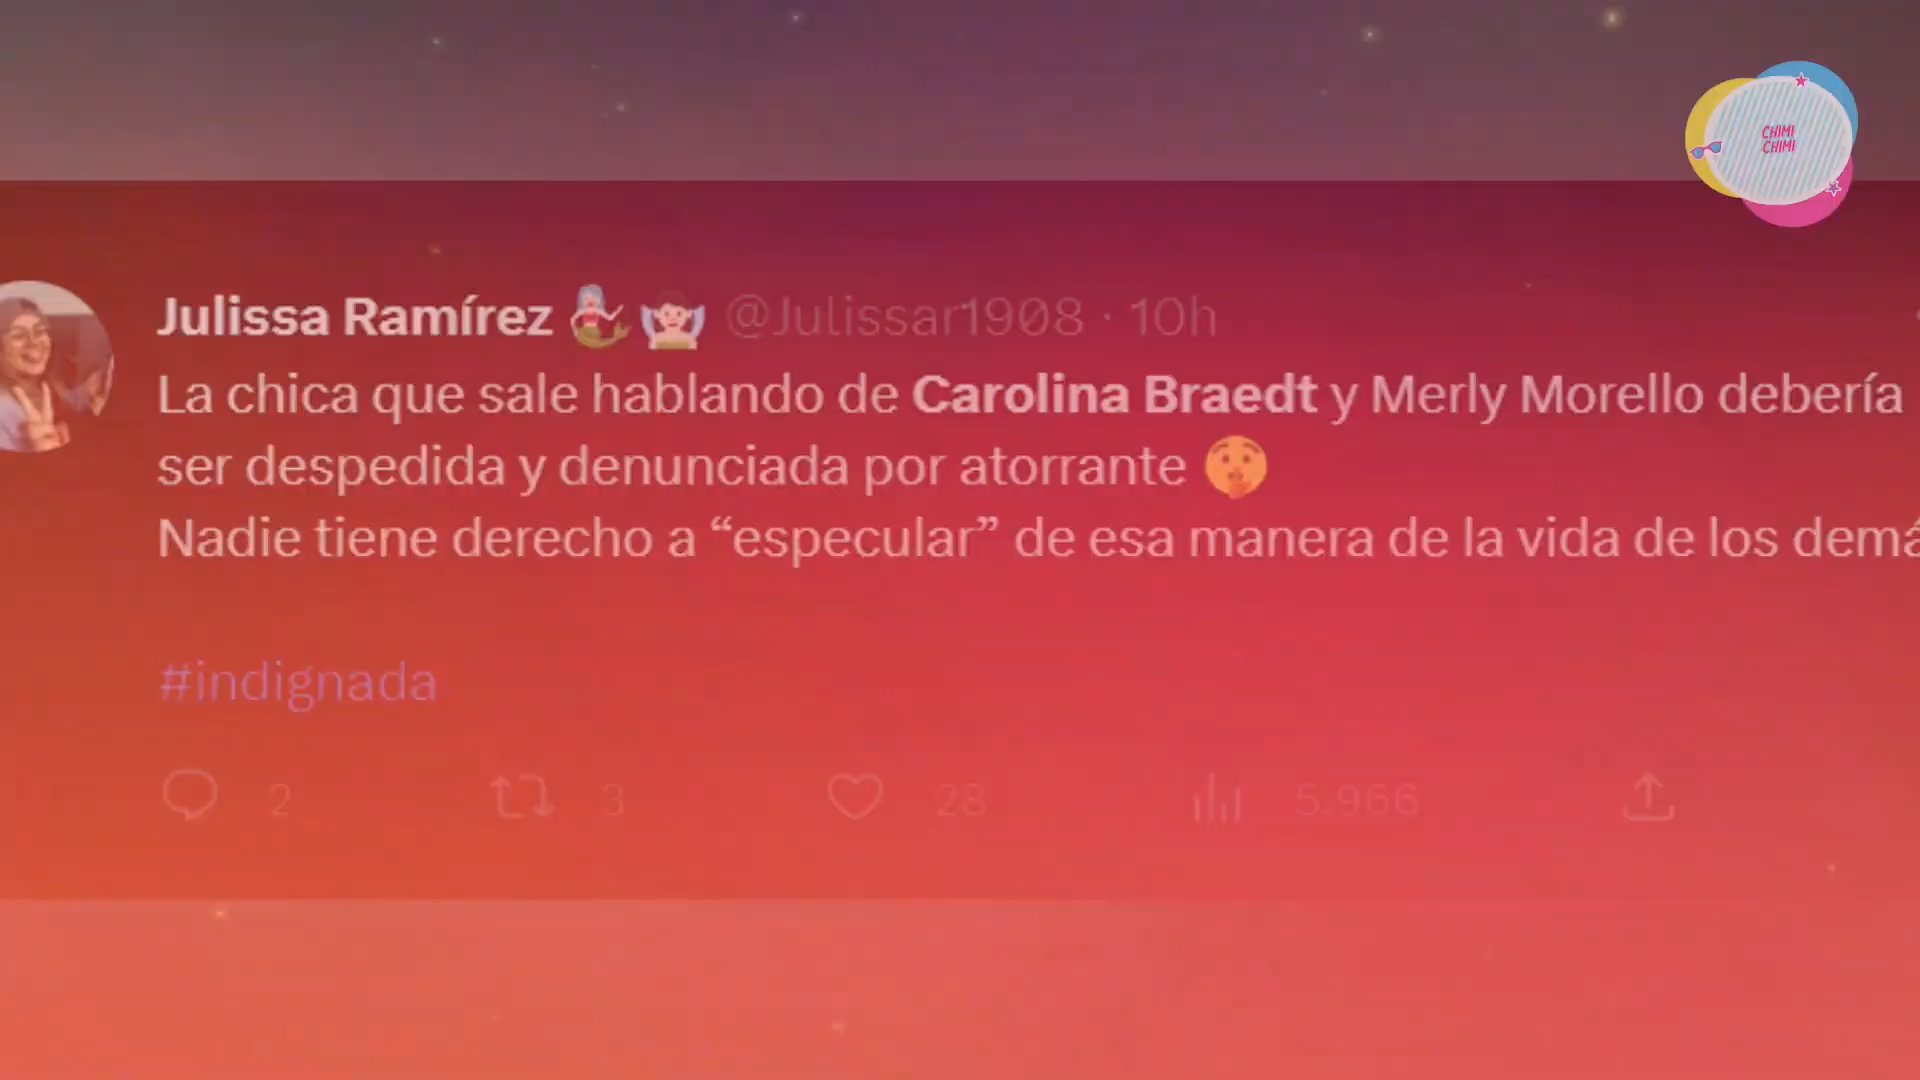 CHIMI
CHIMI
Julissa Ramírez @Julissar1908 · 10h
La chica que sale hablando de Carolina Braedt y Merly Morello debería
ser despedida y denunciada por atorrante
Nadie tiene derecho a “especular” de esa manera de la vida de los demá
#indignada
2 3 28 5.966